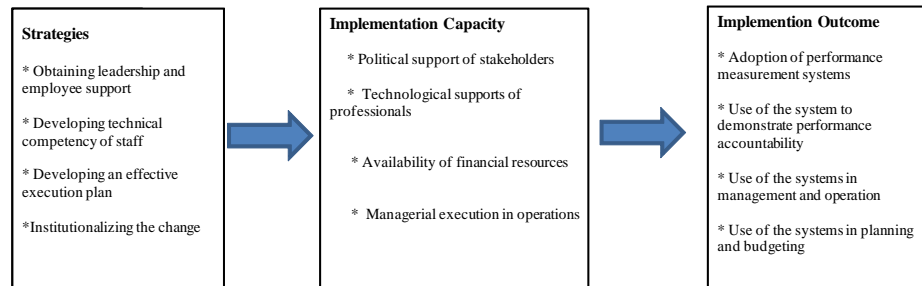 Strategies
* Obtaining leadership and
employee support
* Developing technical
competency of staff
* Developing an effective
execution plan
*Institutionalizing the change
Implementation Capacity
* Political support of stakeholders
* Technological supports of
professionals
* Availability of financial resources
* Managerial execution in operations
Implemention Outcome
* Adoption of performance
measurement systems
* Use of the system to
demonstrate performance
accountability
* Use of the systems in
management and operation
* Use of the systems in planning
and budgeting